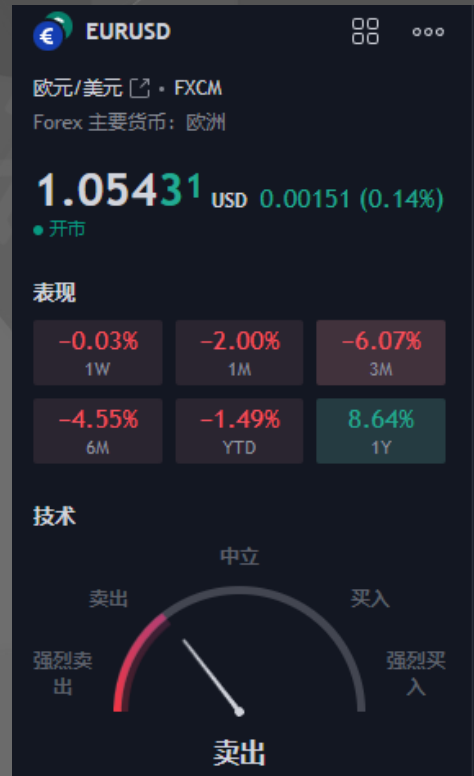 EURUSD
欧元/美元 • FXCM
Forex 主要货币：欧洲
1.05431 USD 0.00151 (0.14%)
开市
表现
−0.03% −2.00% −6.07%
1W 1M 3M
−4.55% −1.49% 8.64%
6M YTD 1Y
技术
中立
卖出 买入
强烈卖出 强烈买入
卖出